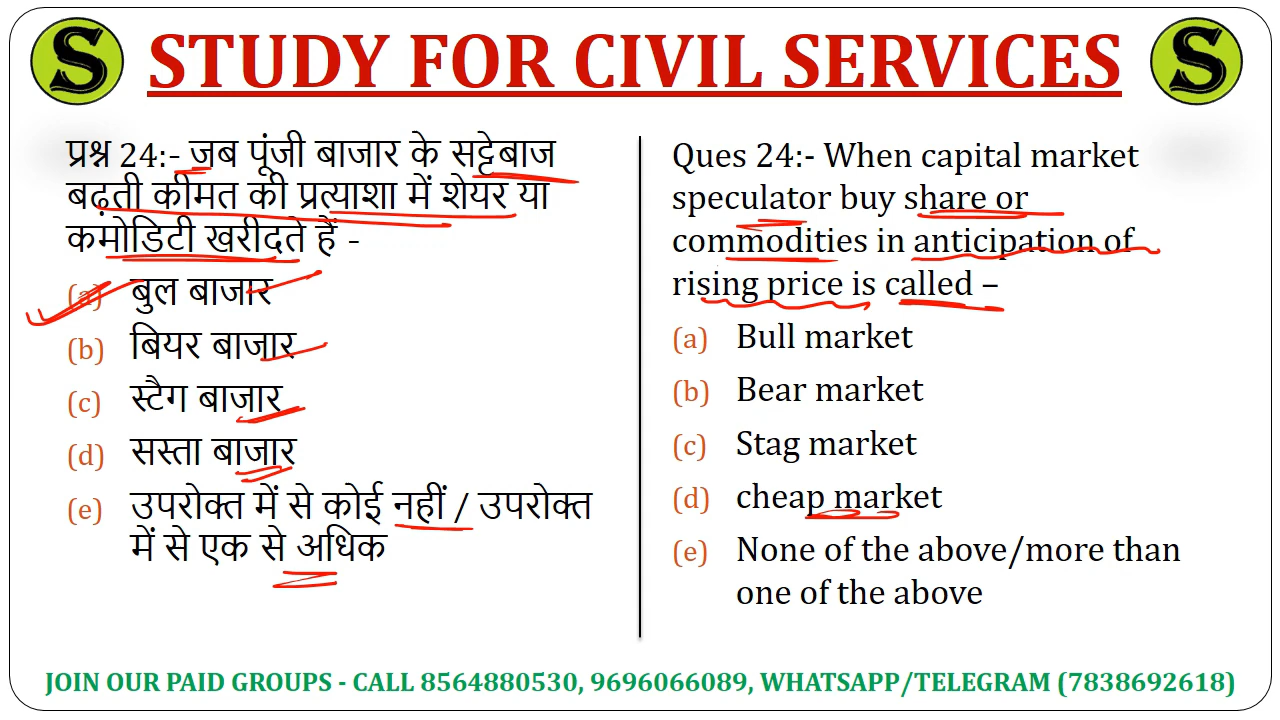 S
STUDY FOR CIVIL SERVICES
S
प्रश्न 24:- जब पूंजी बाजार के सट्टेबाज
बढ़ती कीमत की प्रत्याशा में शेयर या
कमोडिटी खरीदते हैं -
(a) बुल बाजार
(b) बियर बाजार
(c) स्टैग बाजार
(d) सस्ता बाजार
(e) उपरोक्त में से कोई नहीं / उपरोक्त
में से एक से अधिक
Ques 24:- When capital market
speculator buy share or
commodities in anticipation of
rising price is called –
(a) Bull market
(b) Bear market
(c) Stag market
(d) cheap market
(e) None of the above/more than
one of the above
JOIN OUR PAID GROUPS - CALL 8564880530, 9696066089, WHATSAPP/TELEGRAM (7838692618)